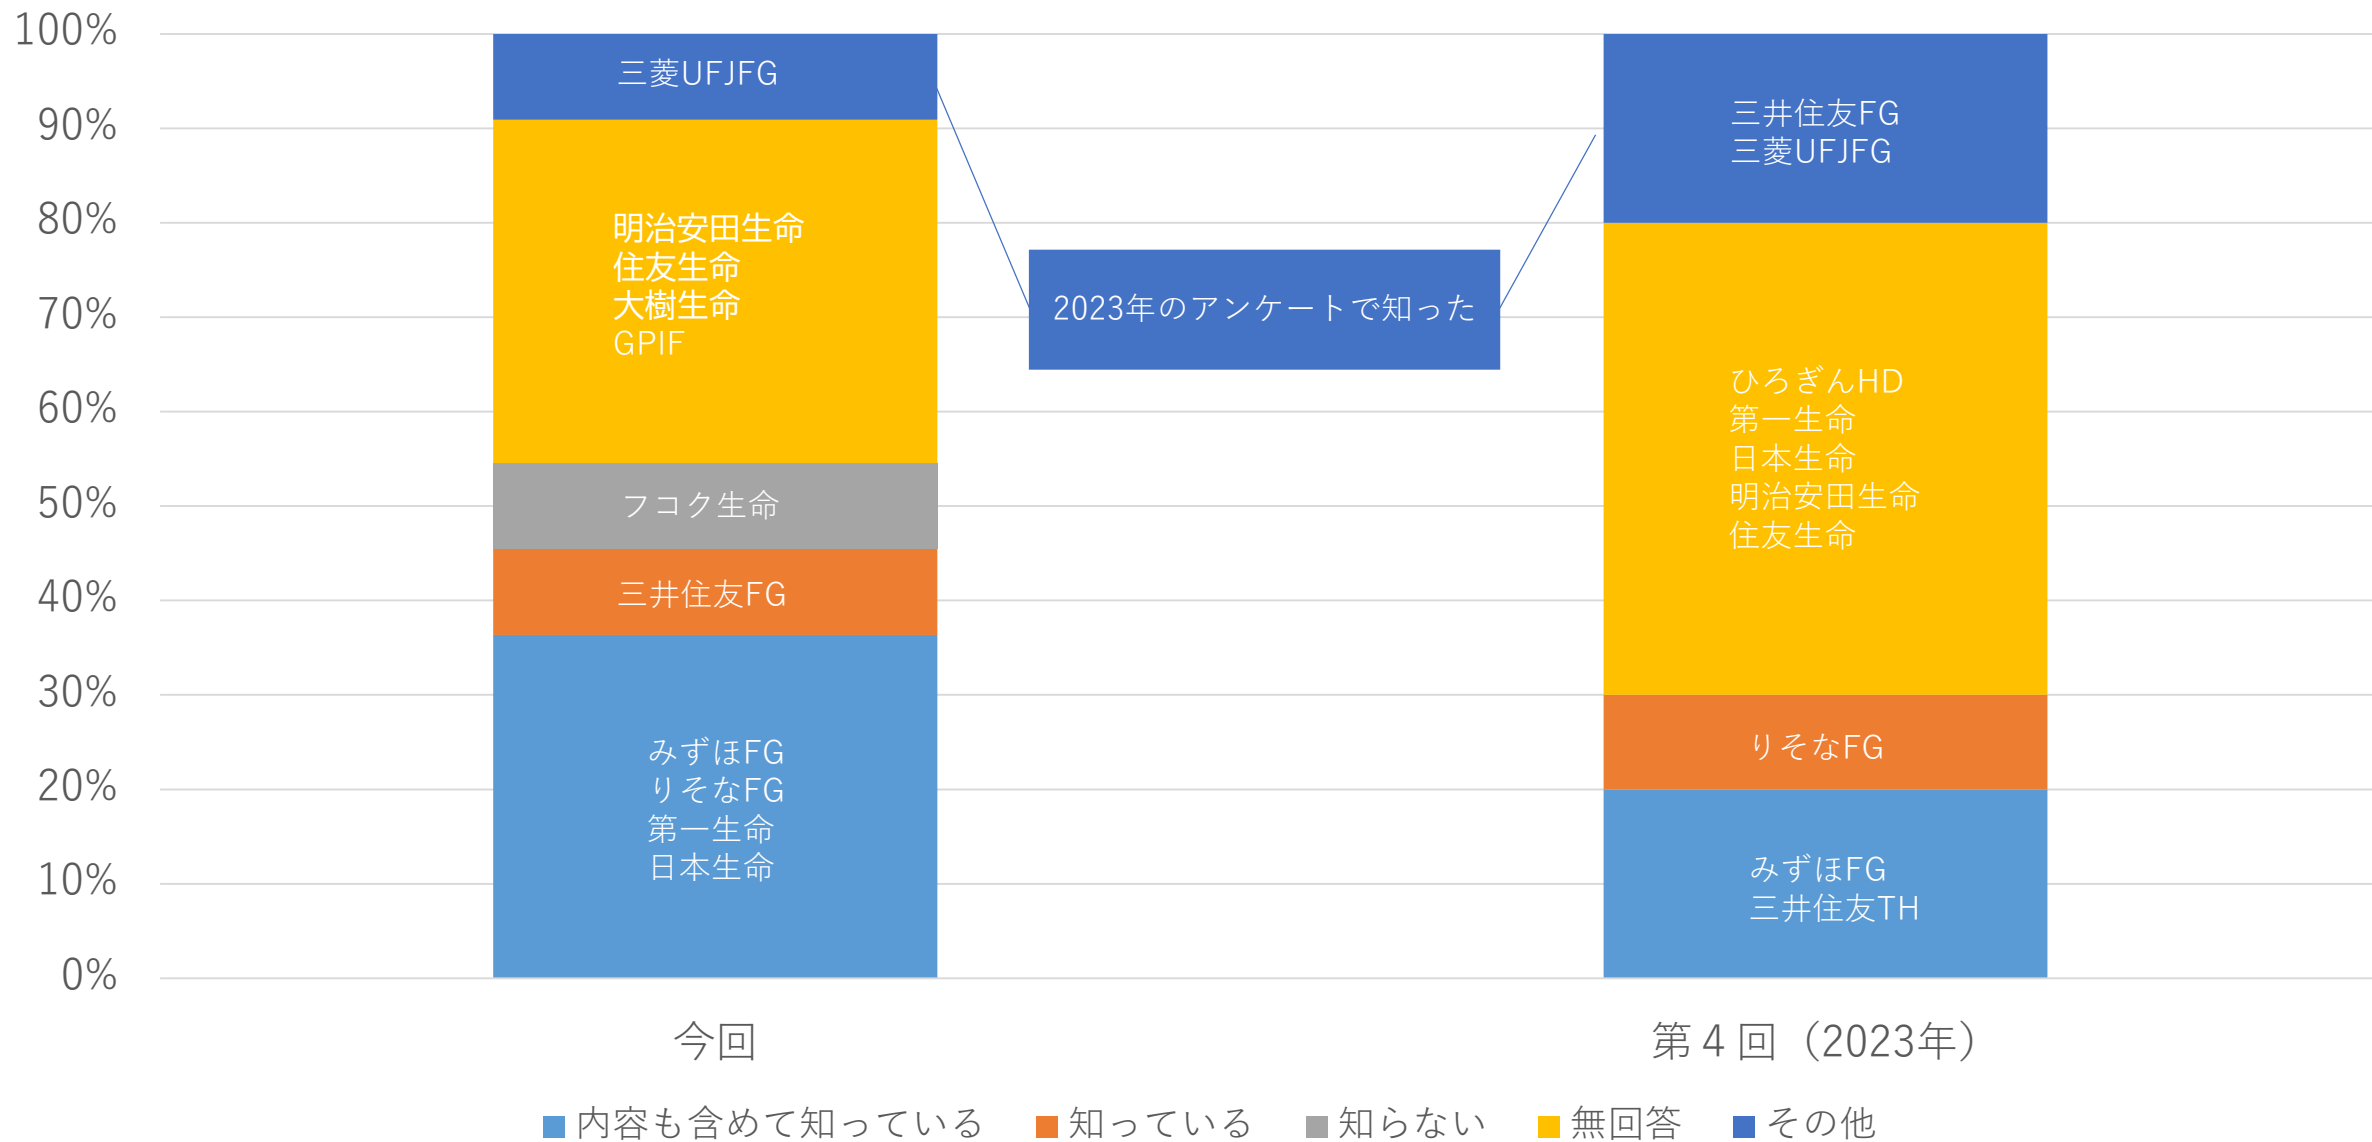 100%
90%
80%
70%
60%
50%
40%
30%
20%
10%
0%
三菱UFJFG
明治安田生命
住友生命
大樹生命
GPIF
フコク生命
三井住友FG
みずほFG
りそなFG
第一生命
日本生命
2023年のアンケートで知った
三井住友FG
三菱UFJFG
ひろぎんHD
第一生命
日本生命
明治安田生命
住友生命
りそなFG
みずほFG
三井住友TH
今回
第４回（2023年）
内容も含めて知っている
知っている
知らない
無回答
その他